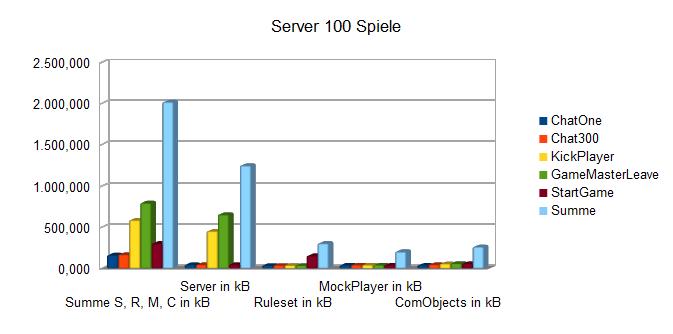 Server 100 Spiele
2.500,000
2.000,000
1.500,000
1.000,000
500,000
0,000
Server in kB
MockPlayer in kB
Summe S, R, M, C in kB
Ruleset in kB
ComObjects in kB
ChatOne
Chat300
KickPlayer
GameMasterLeave
StartGame
Summe